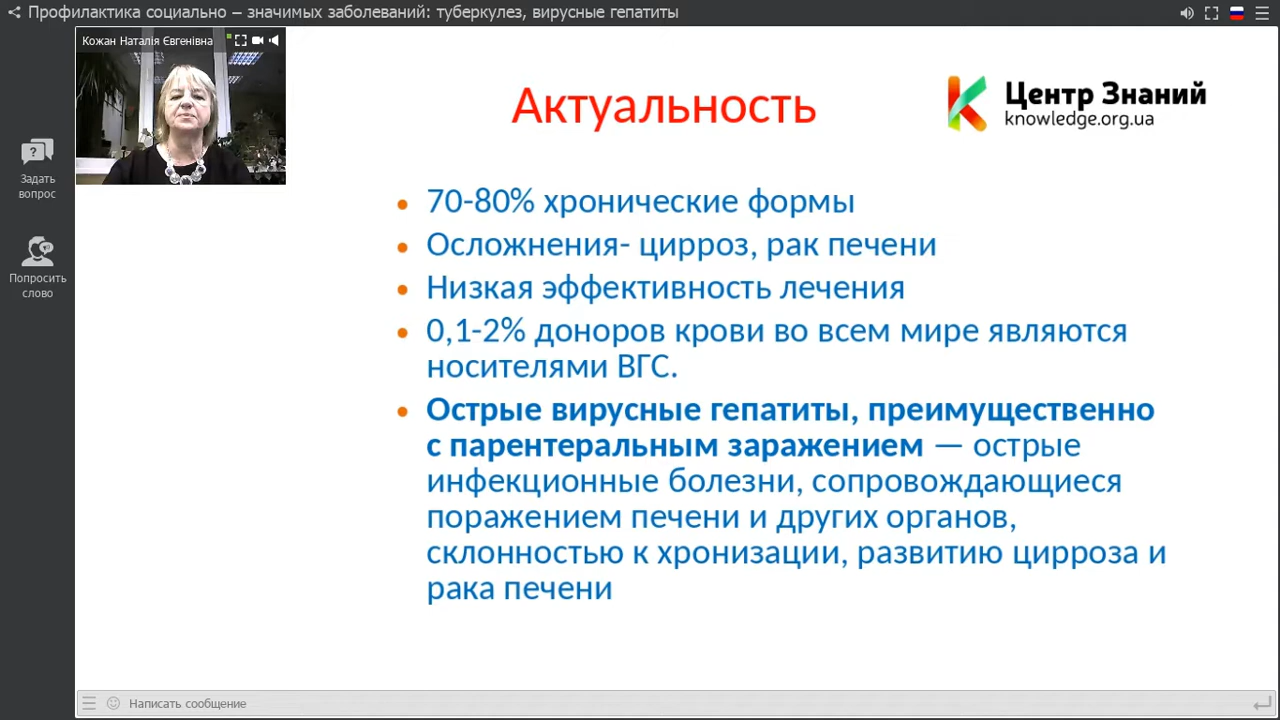 Профилактика социально – значимых заболеваний: туберкулез, вирусные гепатиты
Кожан Наталія Євгенівна
Задать
вопрос
Попросить
слово
Актуальность
Центр Знаний
knowledge.org.ua
• 70-80% хронические формы
• Осложнения- цирроз, рак печени
• Низкая эффективность лечения
• 0,1-2% доноров крови во всем мире являются
носителями ВГС.
• Острые вирусные гепатиты, преимущественно
с парентеральным заражением — острые
инфекционные болезни, сопровождающиеся
поражением печени и других органов,
склонностью к хронизации, развитию цирроза и
рака печени
Написать сообщение